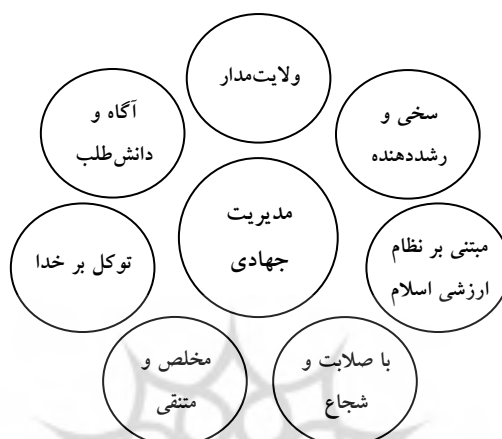 ولایت‌مدار
سخی و
رشددهنده
آگاه و
دانش‌طلب
مدیریت
جهادی
مبتنی بر نظام
ارزشی اسلام
توکل بر خدا
با صلابت و
شجاع
مخلص و
متنقی